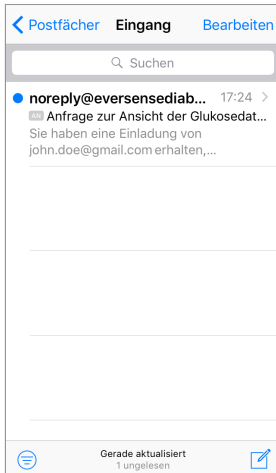 Postfächer Eingang Bearbeiten
Suchen
noreply@eversensediab... 17:24
AN Anfrage zur Ansicht der Glukosedat...
Sie haben eine Einladung von
john.doe@gmail.com erhalten,...
Gerade aktualisiert
1 ungelesen